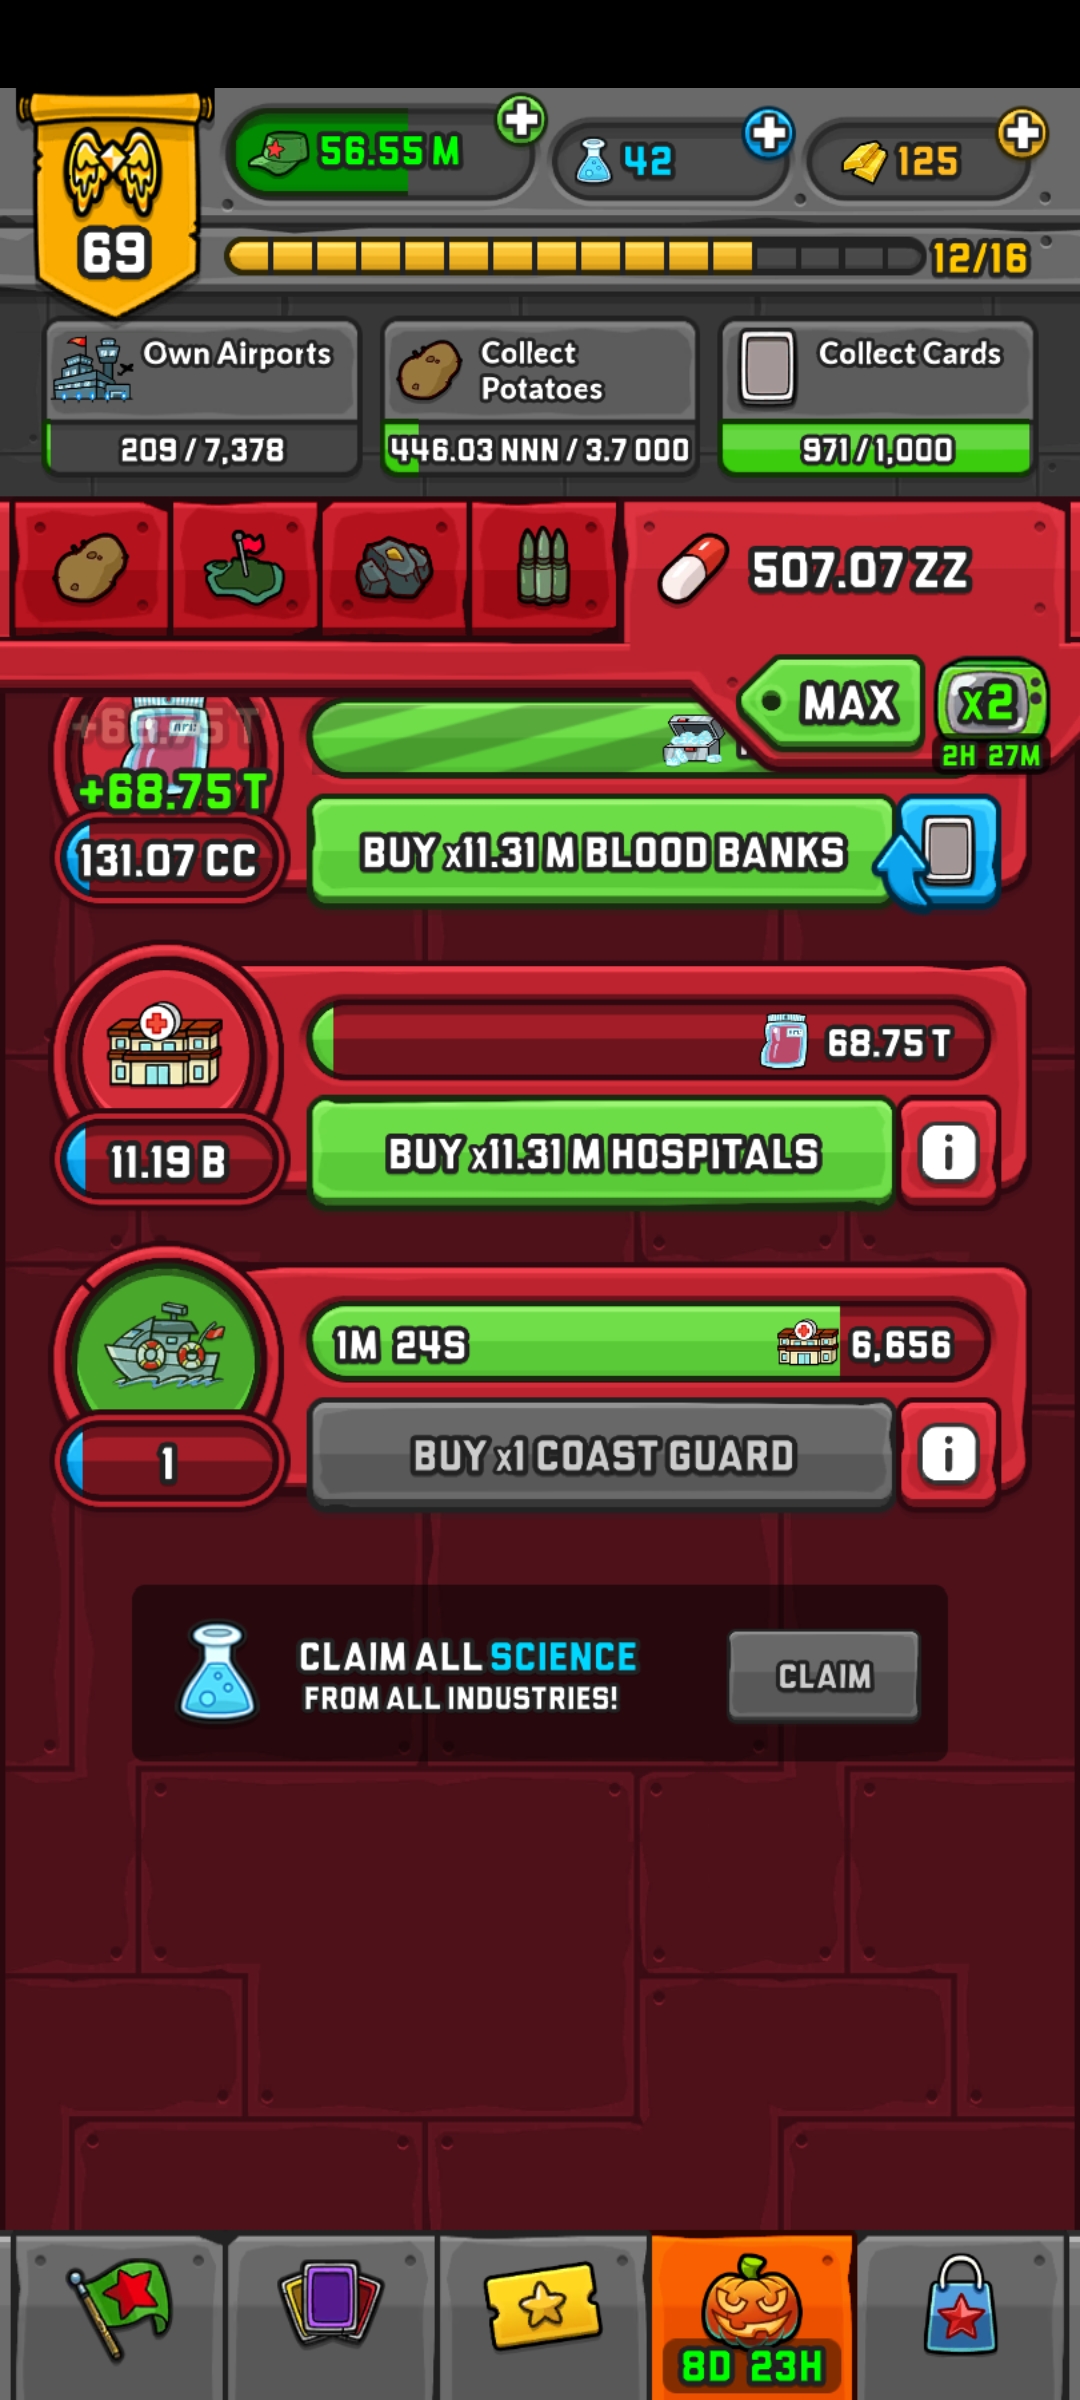 56.55 M
42
125
69
12/16
Own Airports
Collect
Potatoes
Collect Cards
209 / 7,378
446.03 NNN / 3.7 OOO
971 / 1,000
507.07 ZZ
MAX
x2
2H 27M
+68.75 T
+68.75 T
131.07 CC
BUY x11.31 M BLOOD BANKS
68.75 T
11.19 B
BUY x11.31 M HOSPITALS
1M 24S
6,656
1
BUY x1 COAST GUARD
CLAIM ALL SCIENCE
FROM ALL INDUSTRIES!
CLAIM
8D 23H